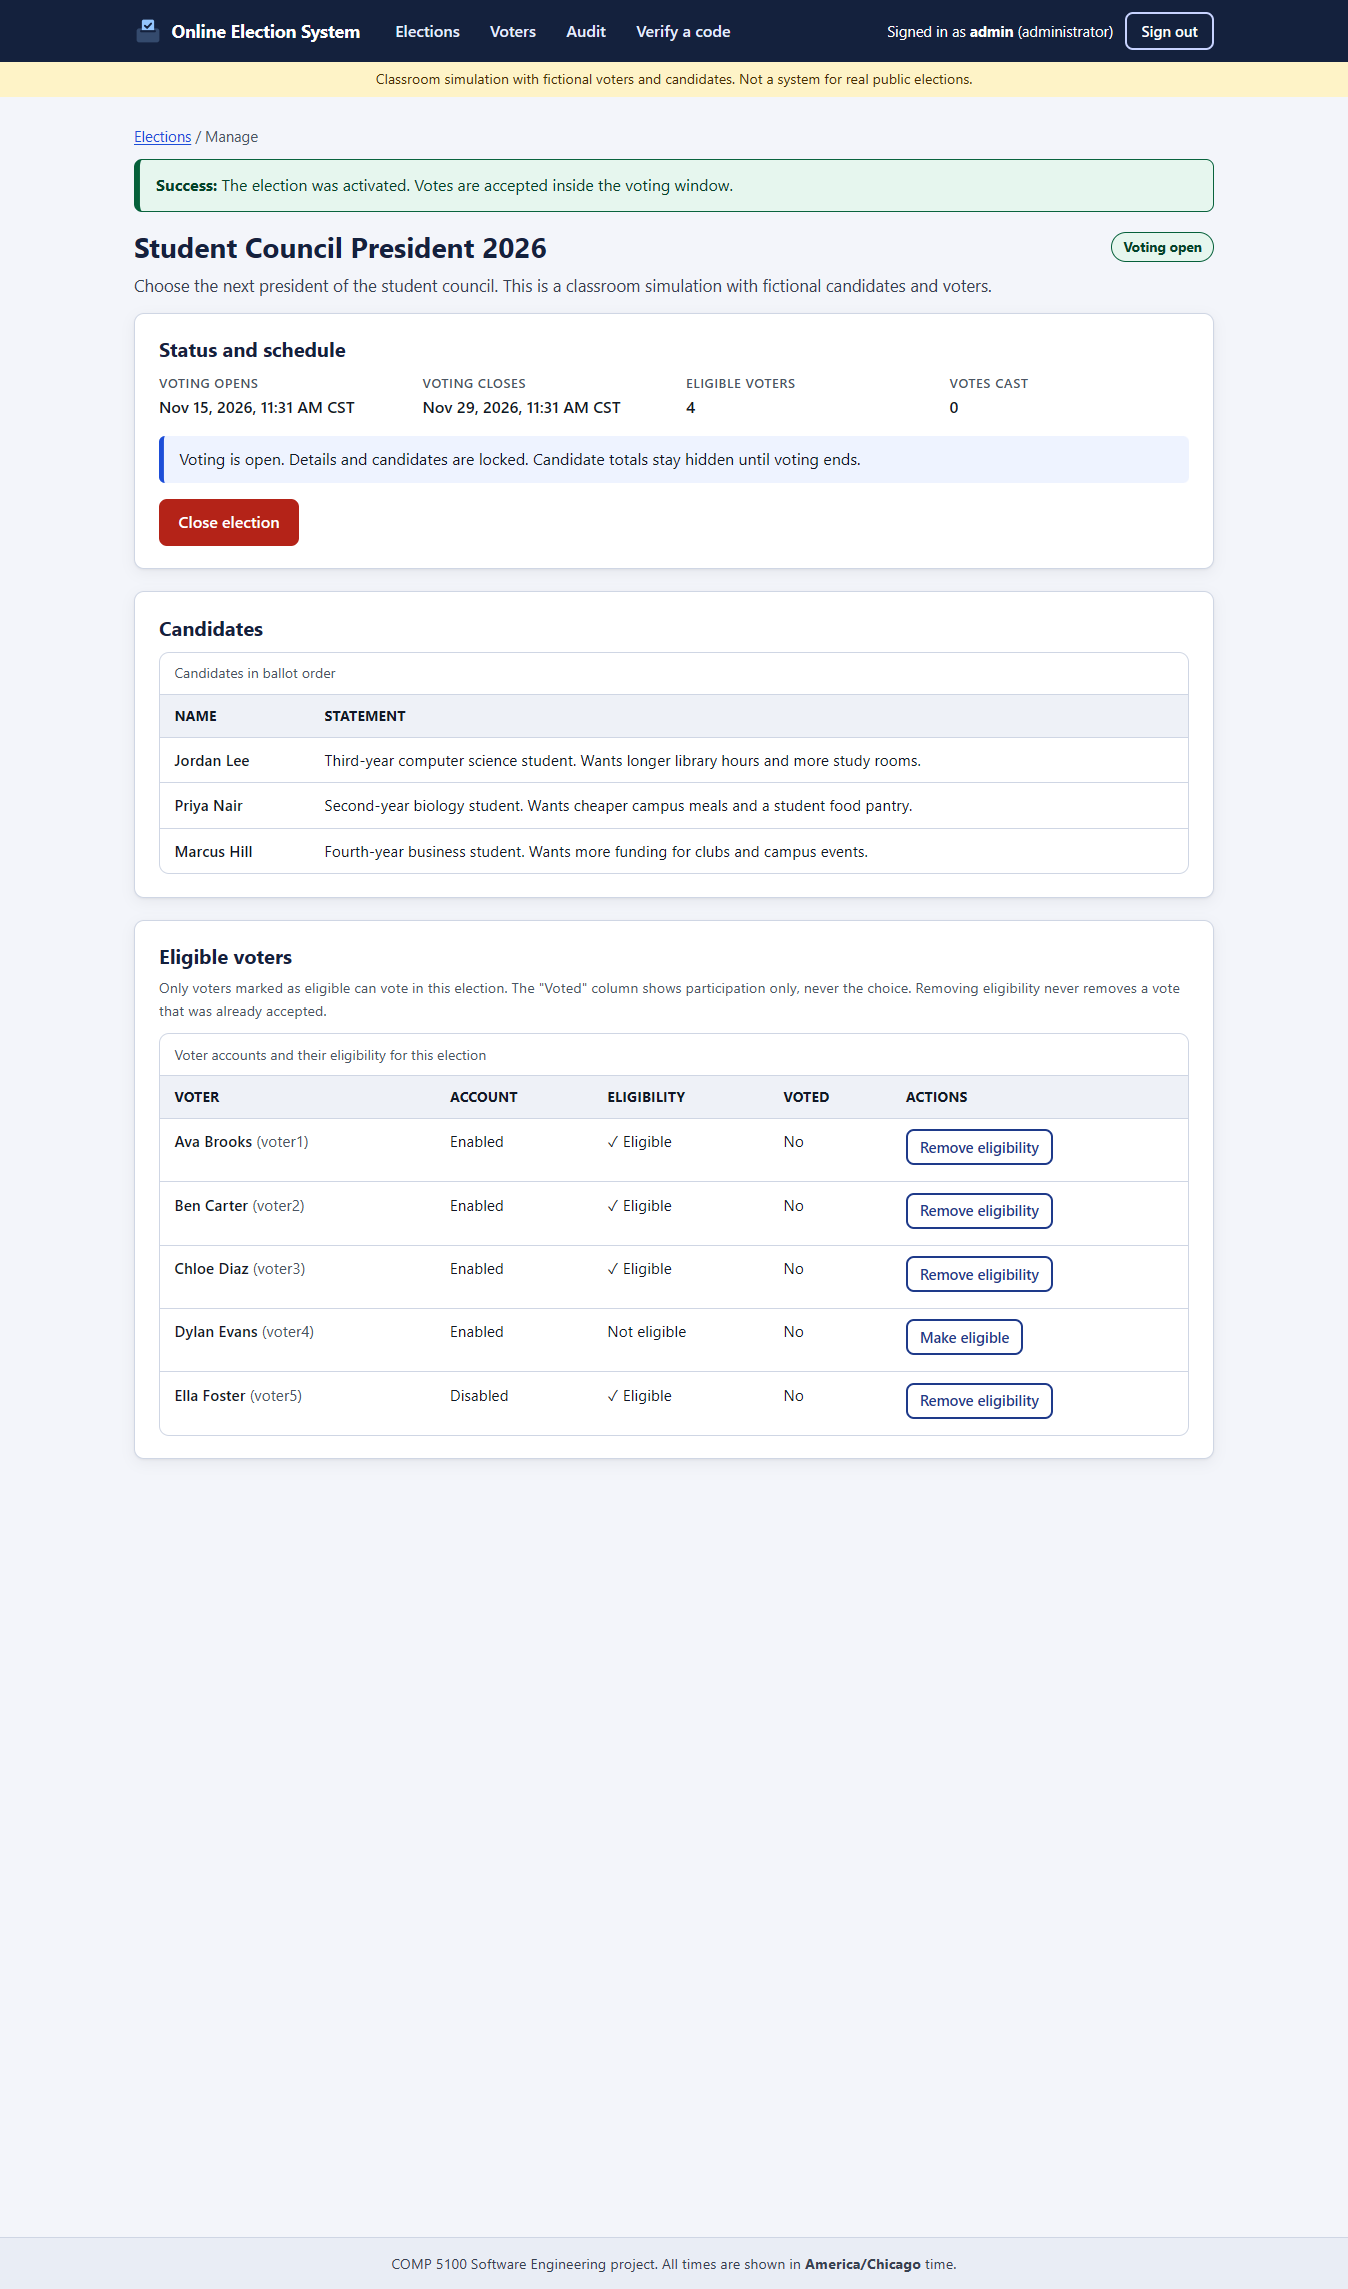 Online Election System
Elections
Voters
Audit
Verify a code
Signed in as admin (administrator)
Sign out
Classroom simulation with fictional voters and candidates. Not a system for real public elections.
Elections / Manage
Success: The election was activated. Votes are accepted inside the voting window.
Student Council President 2026
Voting open
Choose the next president of the student council. This is a classroom simulation with fictional candidates and voters.
Status and schedule
VOTING OPENS
Nov 15, 2026, 11:31 AM CST
VOTING CLOSES
Nov 29, 2026, 11:31 AM CST
ELIGIBLE VOTERS
4
VOTES CAST
0
Voting is open. Details and candidates are locked. Candidate totals stay hidden until voting ends.
Close election
Candidates
Candidates in ballot order
NAME STATEMENT
Jordan Lee Third-year computer science student. Wants longer library hours and more study rooms.
Priya Nair Second-year biology student. Wants cheaper campus meals and a student food pantry.
Marcus Hill Fourth-year business student. Wants more funding for clubs and campus events.
Eligible voters
Only voters marked as eligible can vote in this election. The "Voted" column shows participation only, never the choice. Removing eligibility never removes a vote
that was already accepted.
Voter accounts and their eligibility for this election
VOTER ACCOUNT ELIGIBILITY VOTED ACTIONS
Ava Brooks (voter1) Enabled ✓ Eligible No Remove eligibility
Ben Carter (voter2) Enabled ✓ Eligible No Remove eligibility
Chloe Diaz (voter3) Enabled ✓ Eligible No Remove eligibility
Dylan Evans (voter4) Enabled Not eligible No Make eligible
Ella Foster (voter5) Disabled ✓ Eligible No Remove eligibility
COMP 5100 Software Engineering project. All times are shown in America/Chicago time.